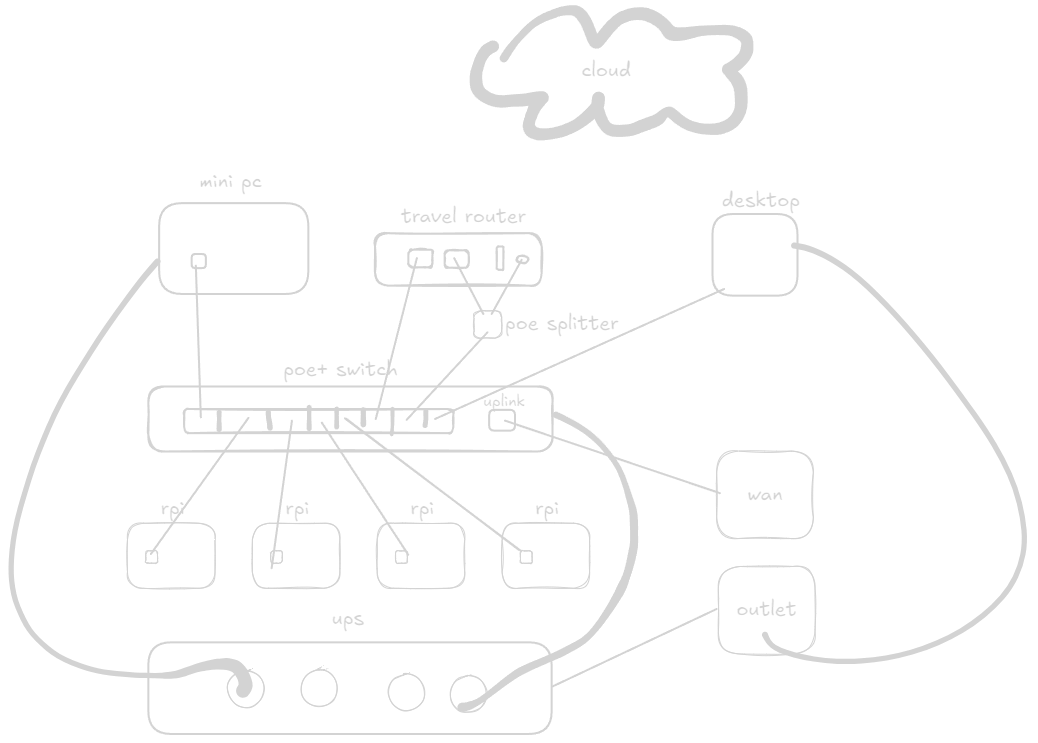 cloud
mini pc
desktop
travel router
poe splitter
poe+ switch
uplink
wan
rpi
rpi
rpi
rpi
outlet
ups